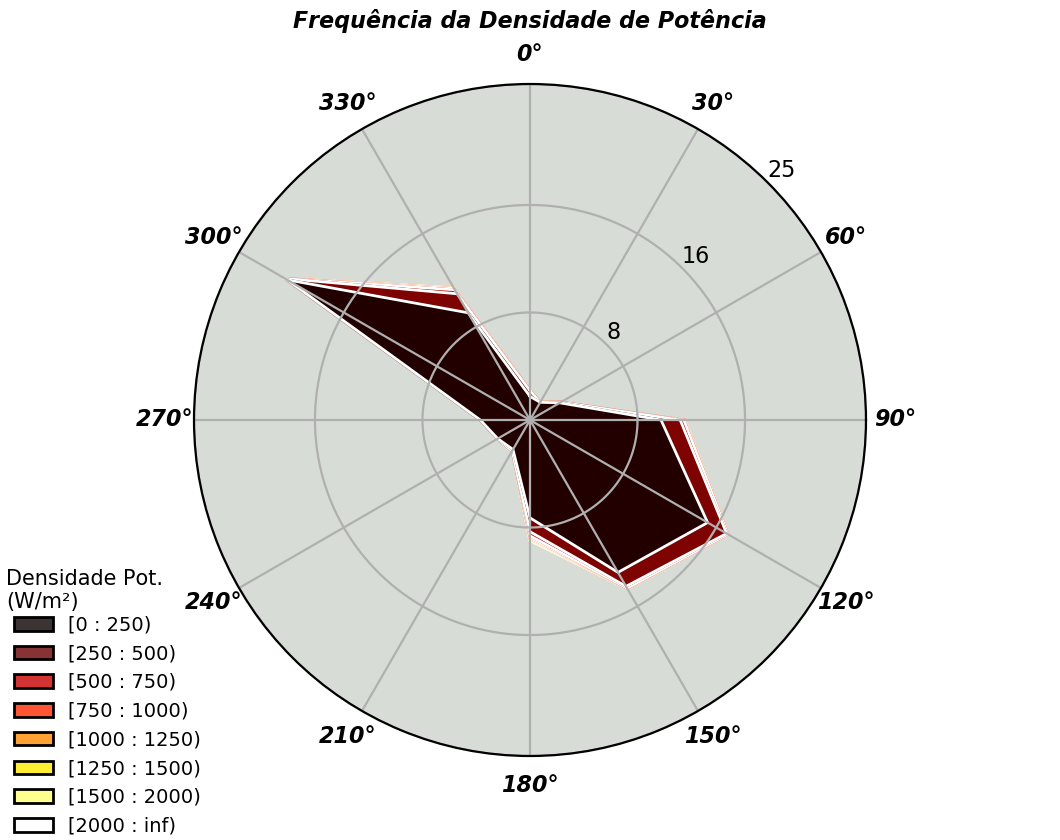 Frequência da Densidade de Potência
0°
330°
30°
25
300°
60°
16
8
270°
90°
240°
120°
210°
150°
180°
Densidade Pot.
(W/m²)
[0 : 250)
[250 : 500)
[500 : 750)
[750 : 1000)
[1000 : 1250)
[1250 : 1500)
[1500 : 2000)
[2000 : inf)